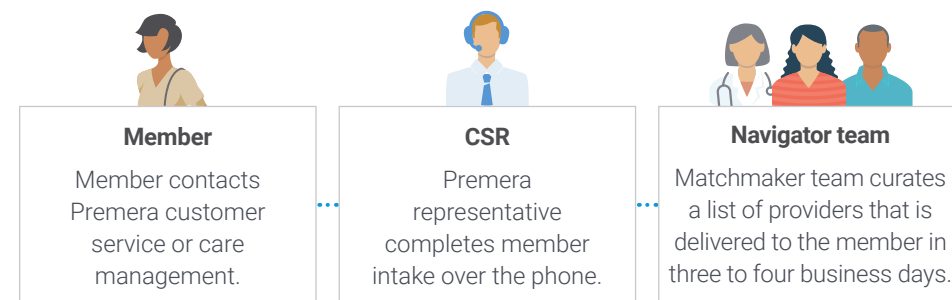 Member
Member contacts
Premera customer
service or care
management.
CSR
Premera
representative
completes member
intake over the phone.
Navigator team
Matchmaker team curates
a list of providers that is
delivered to the member in
three to four business days.